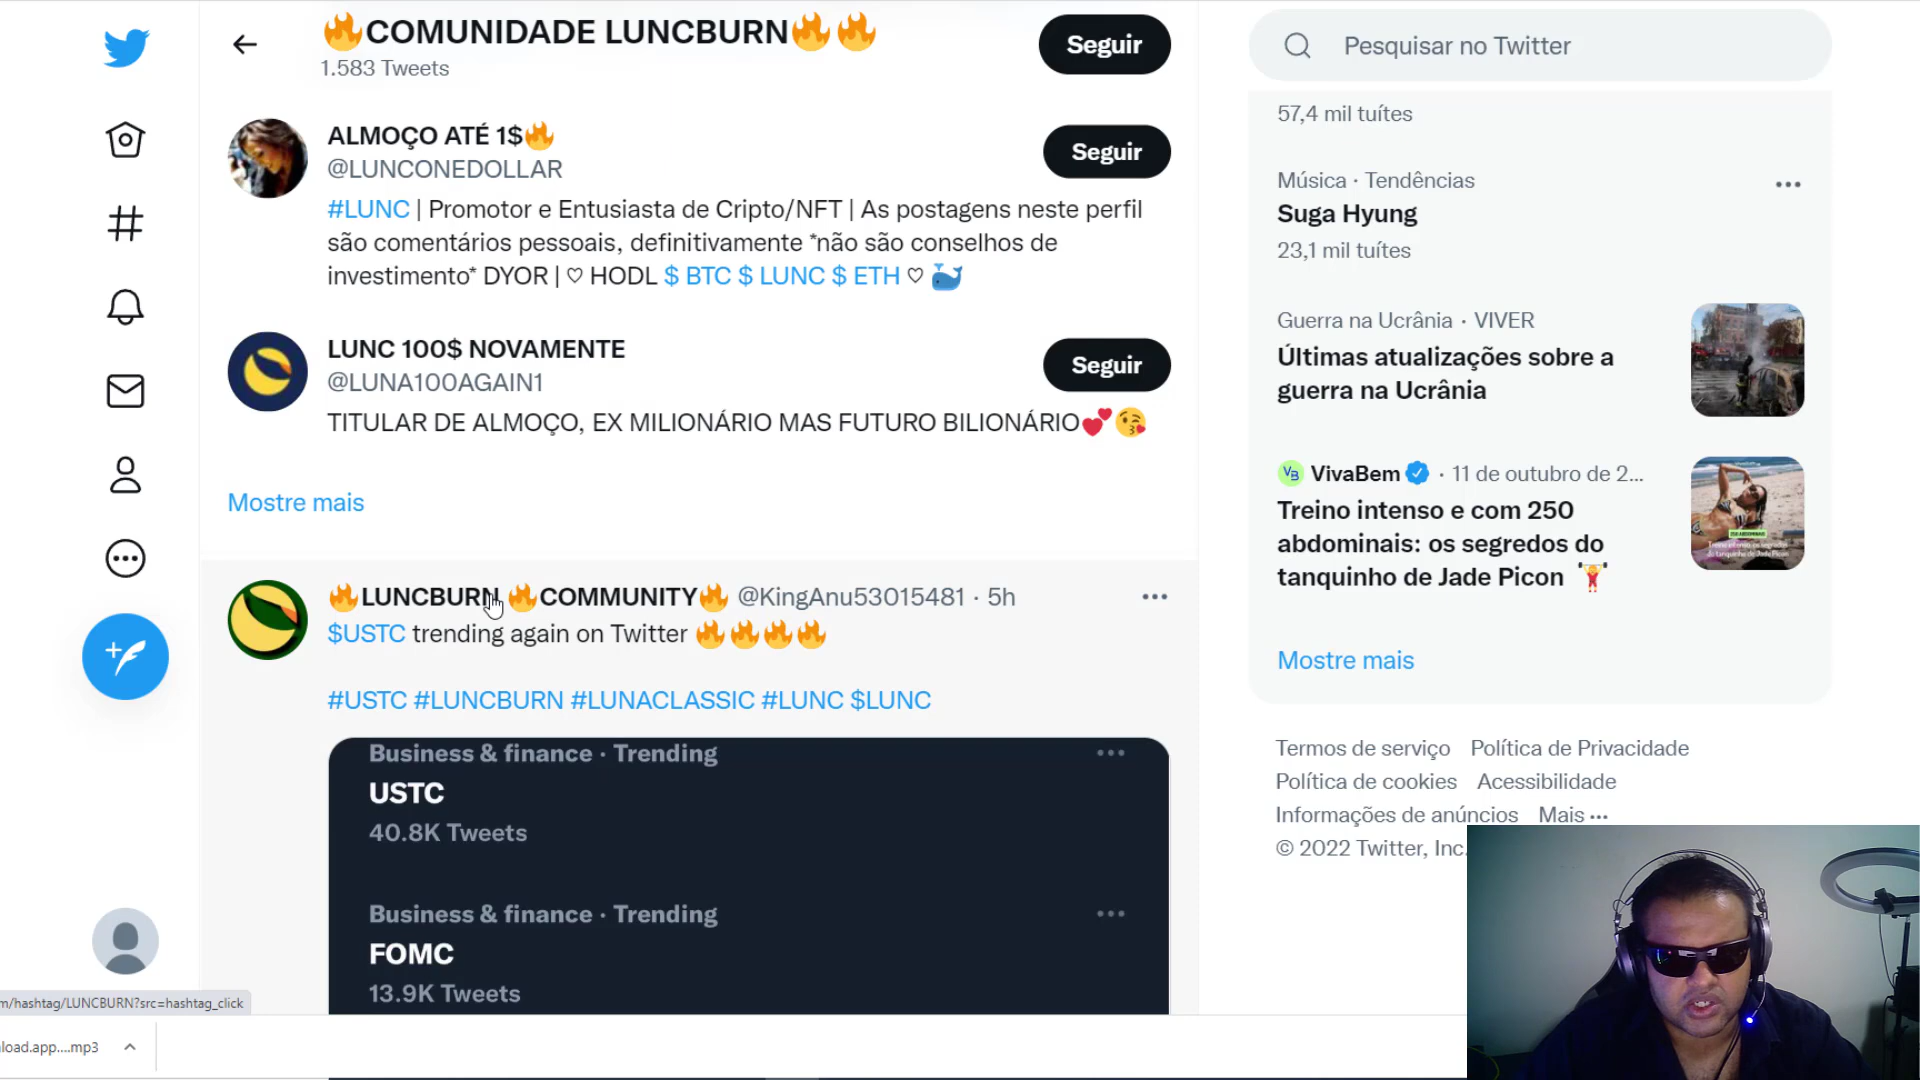 🔥COMUNIDADE LUNCBURN🔥🔥
1.583 Tweets
Seguir
Pesquisar no Twitter
ALMOÇO ATÉ 1$🔥
@LUNCONEDOLLAR
Seguir
#LUNC | Promotor e Entusiasta de Cripto/NFT | As postagens neste perfil
são comentários pessoais, definitivamente *não são conselhos de
investimento* DYOR | ♡ HODL $ BTC $ LUNC $ ETH ♡ 🐳
LUNC 100$ NOVAMENTE
@LUNA100AGAIN1
Seguir
TITULAR DE ALMOÇO, EX MILIONÁRIO MAS FUTURO BILIONÁRIO💕😘
Mostre mais
🔥LUNCBURN 🔥COMMUNITY🔥 @KingAnu53015481 · 5h
$USTC trending again on Twitter 🔥🔥🔥🔥
#USTC #LUNCBURN #LUNACLASSIC #LUNC $LUNC
Business & finance · Trending
USTC
40.8K Tweets
Business & finance · Trending
FOMC
13.9K Tweets
57,4 mil tuítes
Música · Tendências
Suga Hyung
23,1 mil tuítes
Guerra na Ucrânia · VIVER
Últimas atualizações sobre a
guerra na Ucrânia
VB VivaBem · 11 de outubro de 2...
Treino intenso e com 250
abdominais: os segredos do
tanquinho de Jade Picon 🏋️
Mostre mais
Termos de serviço Política de Privacidade
Política de cookies Acessibilidade
Informações de anúncios Mais ···
© 2022 Twitter, Inc.
m/hashtag/LUNCBURN?src=hashtag_click
load.app....mp3